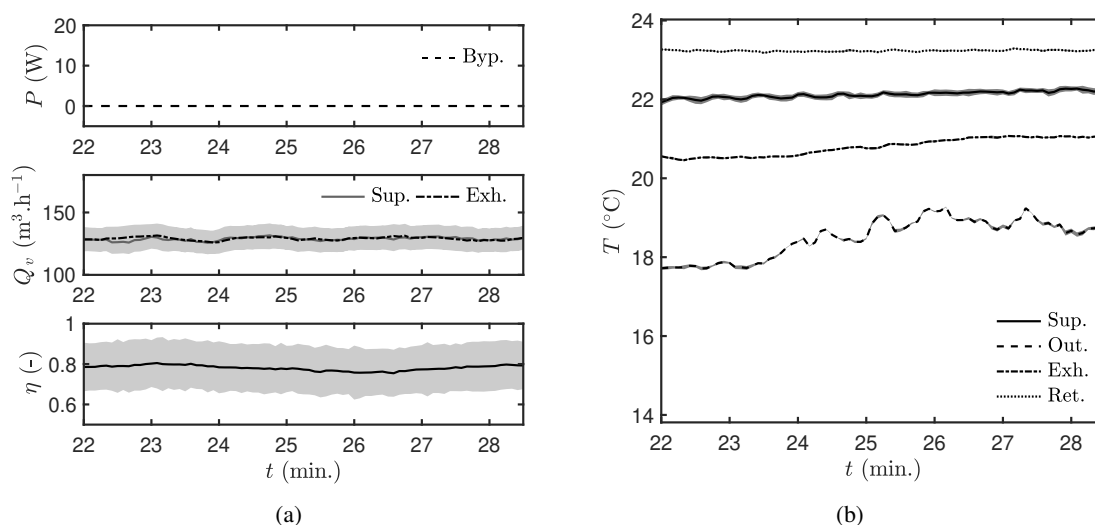 20
10
0
P (W)
Byp.
22 23 24 25 26 27 28
150
100
Q_v (m³.h⁻¹)
Sup. Exh.
22 23 24 25 26 27 28
1
0.8
0.6
η (-)
22 23 24 25 26 27 28
t (min.)
(a)
24
22
20
18
16
14
T (°C)
Sup.
Out.
Exh.
Ret.
22 23 24 25 26 27 28
t (min.)
(b)